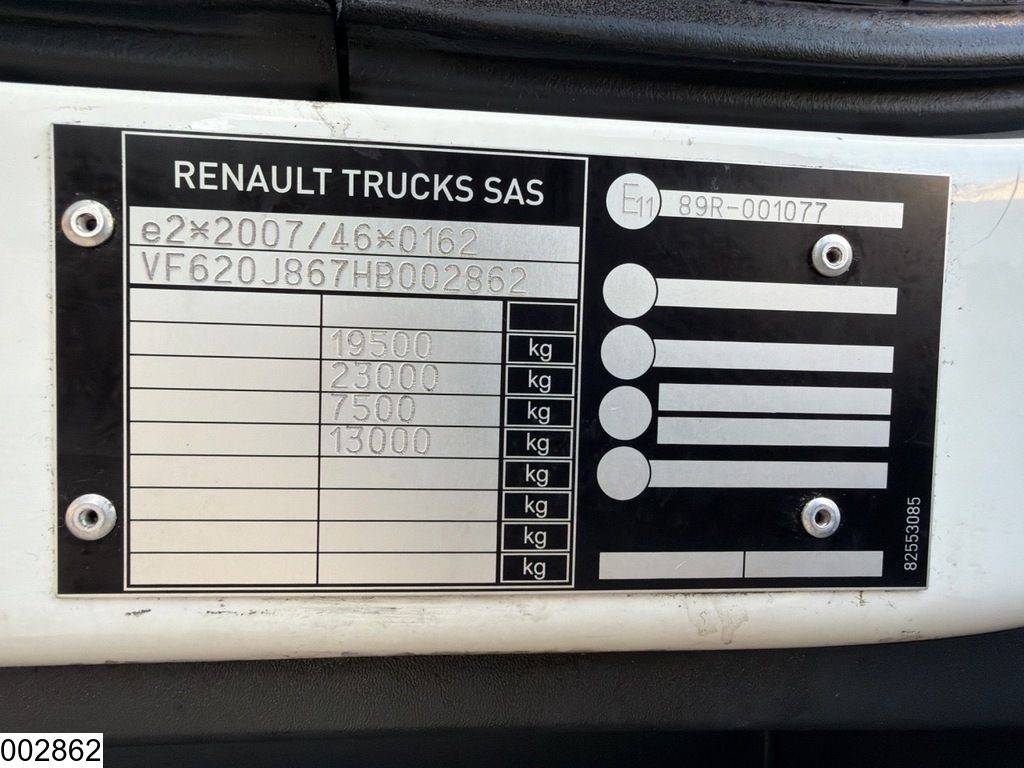 RENAULT TRUCKS SAS
e2*2007/46*0162
VF620J867HB002862
19500 kg
23000 kg
7500 kg
13000 kg
kg
kg
kg
kg
E11 89R-001077
82553085
002862